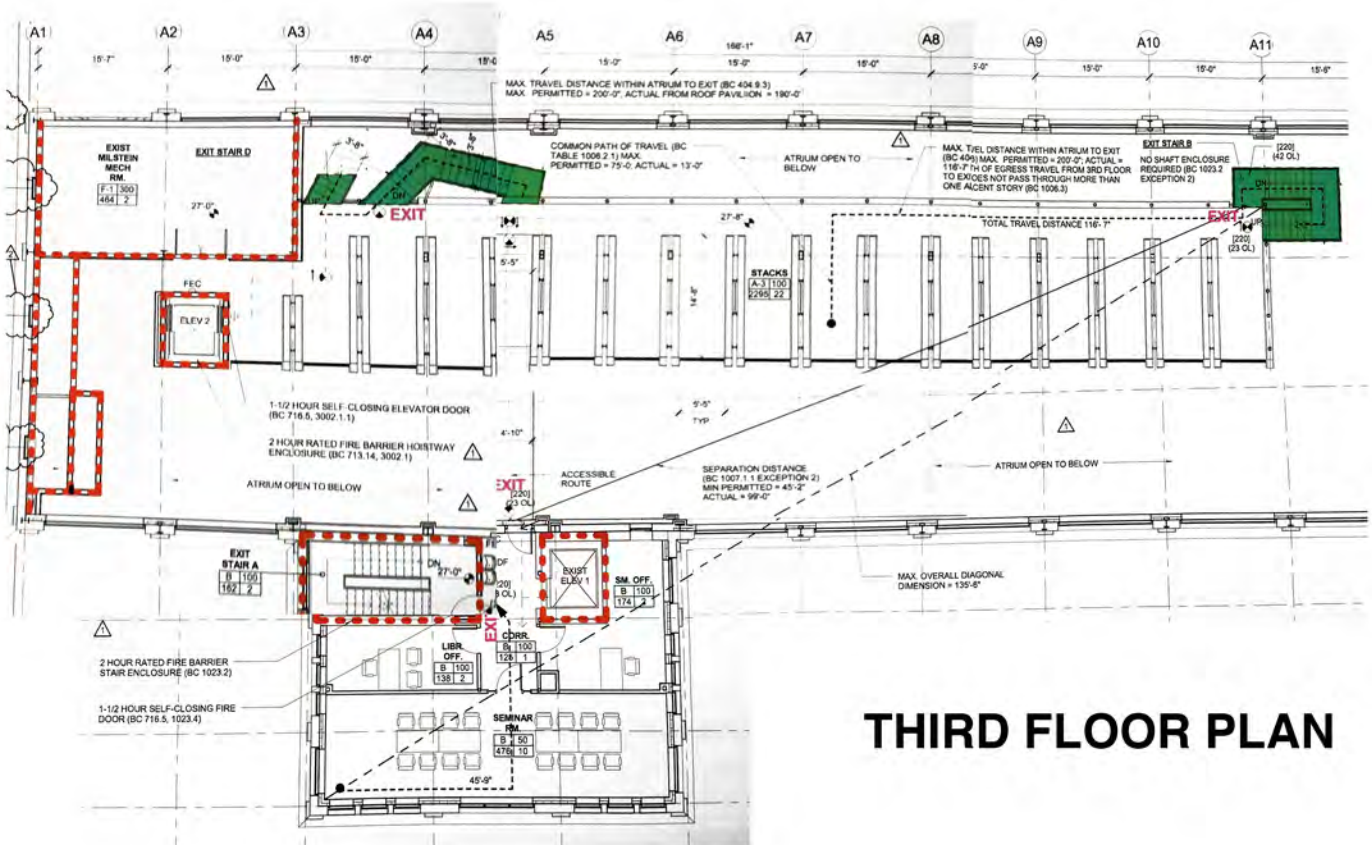 A1
A2
A3
A4
A5
A6
A7
A8
A9
A10
A11
15'-7"
15'-0"
15'-0"
15'-0"
166'-1"
15'-0"
15'-0"
15'-0"
15'-0"
15'-0"
15'-0"
15'-6"
MAX. TRAVEL DISTANCE WITHIN ATRIUM TO EXIT (BC 404.9.3)
MAX. PERMITTED = 200'-0", ACTUAL FROM ROOF PAVILION = 190'-0"
EXIST
MILSTEIN
MECH
RM.
F-1 300
464 2
EXIT STAIR D
27'-0"
3'-8"
3'-8"
DN
EXIT
COMMON PATH OF TRAVEL (BC
TABLE 1006.2.1) MAX.
PERMITTED = 75'-0; ACTUAL = 13'-0"
ATRIUM OPEN TO
BELOW
EXIT STAIR B
NO SHAFT ENCLOSURE
REQUIRED (BC 1023.2
EXCEPTION 2)
[220]
(42 OL)
DN
EXIT
UP
[220]
(23 OL)
27'-8"
TOTAL TRAVEL DISTANCE 116'- 7"
5'-5"
STACKS
A-3 100
2295 22
14'-8"
FEC
ELEV 2
1-1/2 HOUR SELF-CLOSING ELEVATOR DOOR
(BC 716.5, 3002.1.1)
2 HOUR RATED FIRE BARRIER HOISTWAY
ENCLOSURE (BC 713.14, 3002.1)
5'-5"
TYP
4'-10"
ATRIUM OPEN TO BELOW
ACCESSIBLE
ROUTE
SEPARATION DISTANCE
(BC 1007.1.1 EXCEPTION 2)
MIN PERMITTED = 45'-2"
ACTUAL = 99'-0"
ATRIUM OPEN TO BELOW
EXIT
[220]
(23 OL)
EXIT
STAIR A
B 100
162 2
DN
27'-0"
DF
EXIST
ELEV 1
SM. OFF.
B 100
174 2
MAX. OVERALL DIAGONAL
DIMENSION = 135'-6"
EXIT
2 HOUR RATED FIRE BARRIER
STAIR ENCLOSURE (BC 1023.2)
LIBR.
OFF.
B 100
138 2
CORR.
B 100
1
1-1/2 HOUR SELF-CLOSING FIRE
DOOR (BC 716.5, 1023.4)
SEMINAR
RM.
B 50
476 10
45'-9"
THIRD FLOOR PLAN